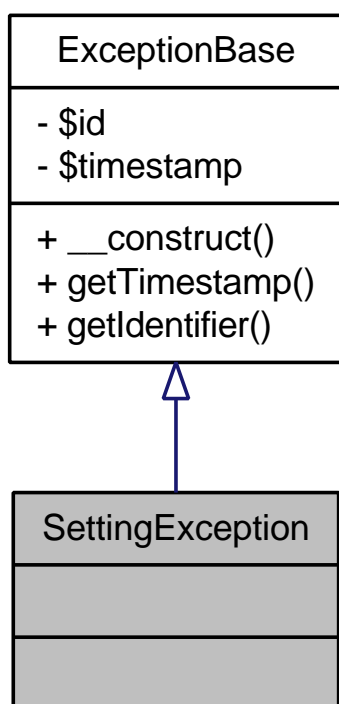 ExceptionBase
- $id
- $timestamp
+ __construct()
+ getTimestamp()
+ getIdentifier()
SettingException